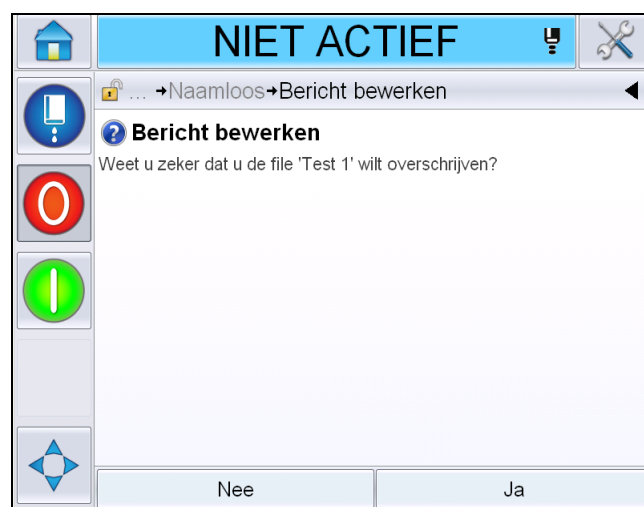 NIET ACTIEF
... →Naamloos→Bericht bewerken
Bericht bewerken
Weet u zeker dat u de file 'Test 1' wilt overschrijven?
Nee Ja